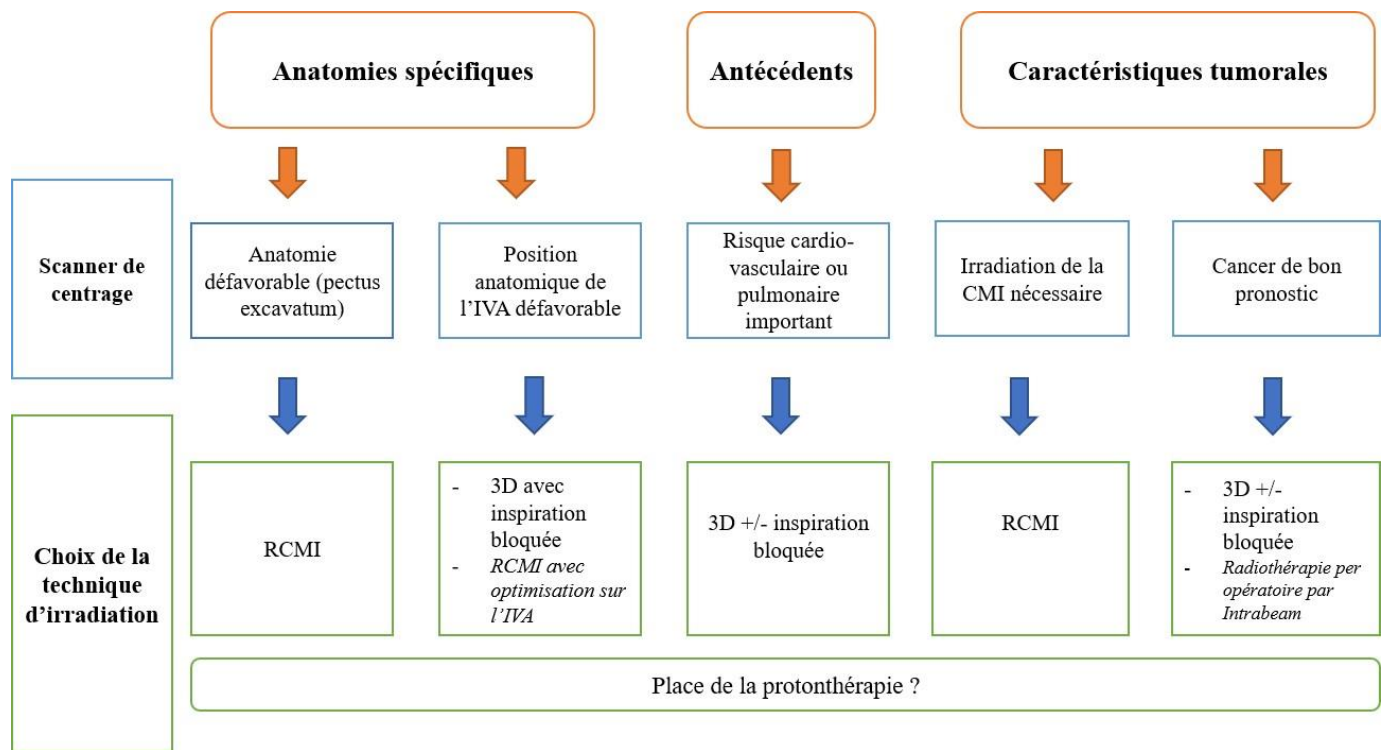 Anatomies spécifiques
Antécédents
Caractéristiques tumorales
Scanner de
centrage
Anatomie
défavorable (pectus
excavatum)
Position
anatomique de
l’IVA défavorable
Risque cardio-
vasculaire ou
pulmonaire
important
Irradiation de la
CMI nécessaire
Cancer de bon
pronostic
Choix de la
technique
d’irradiation
RCMI
- 3D avec
inspiration
bloquée
- RCMI avec
optimisation sur
l’IVA
3D +/- inspiration
bloquée
RCMI
- 3D +/-
inspiration
bloquée
- Radiothérapie per
opératoire par
Intrabeam
Place de la protonthérapie ?